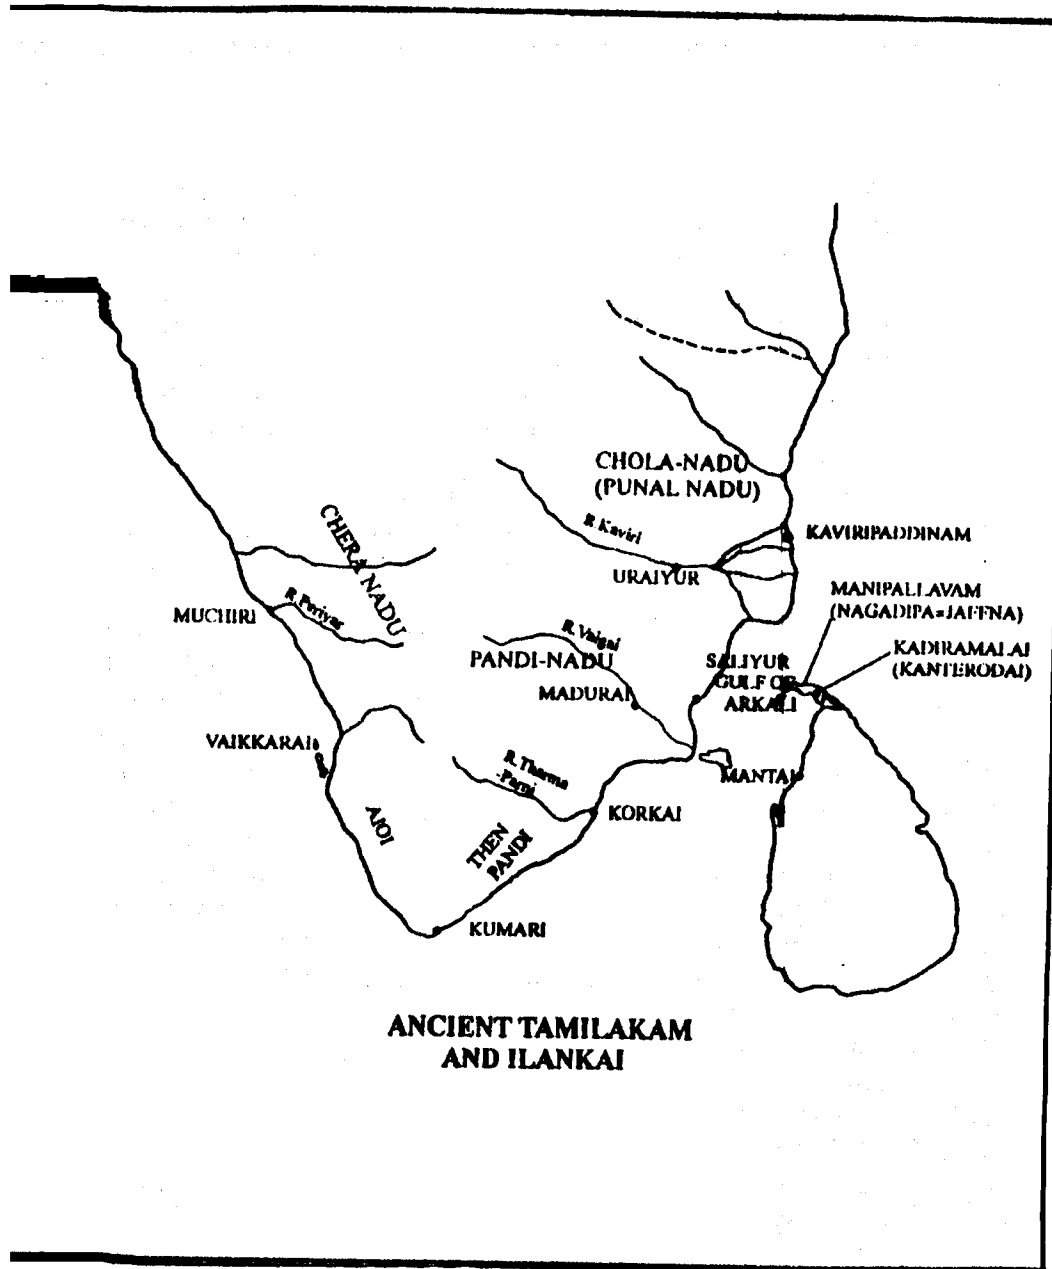 CHOLA-NADU
(PUNAL NADU)
R.Kaviri
KAVIRIPADDINAM
CHERA NADU
URAIYUR
MANIPALLAVAM
(NAGADIPA=JAFFNA)
MUCHIRI
R.Periyar
R.Vaigai
KADIRAMALAI
(KANTERODAI)
PANDI-NADU
SALIYUR
GULF OF
ARKALI
MADURAI
VAIKKARAI
R.Tharma
-Parni
MANTAI
KORKAI
AIOI
THEN
PANDI
KUMARI
ANCIENT TAMILAKAM
AND ILANKAI